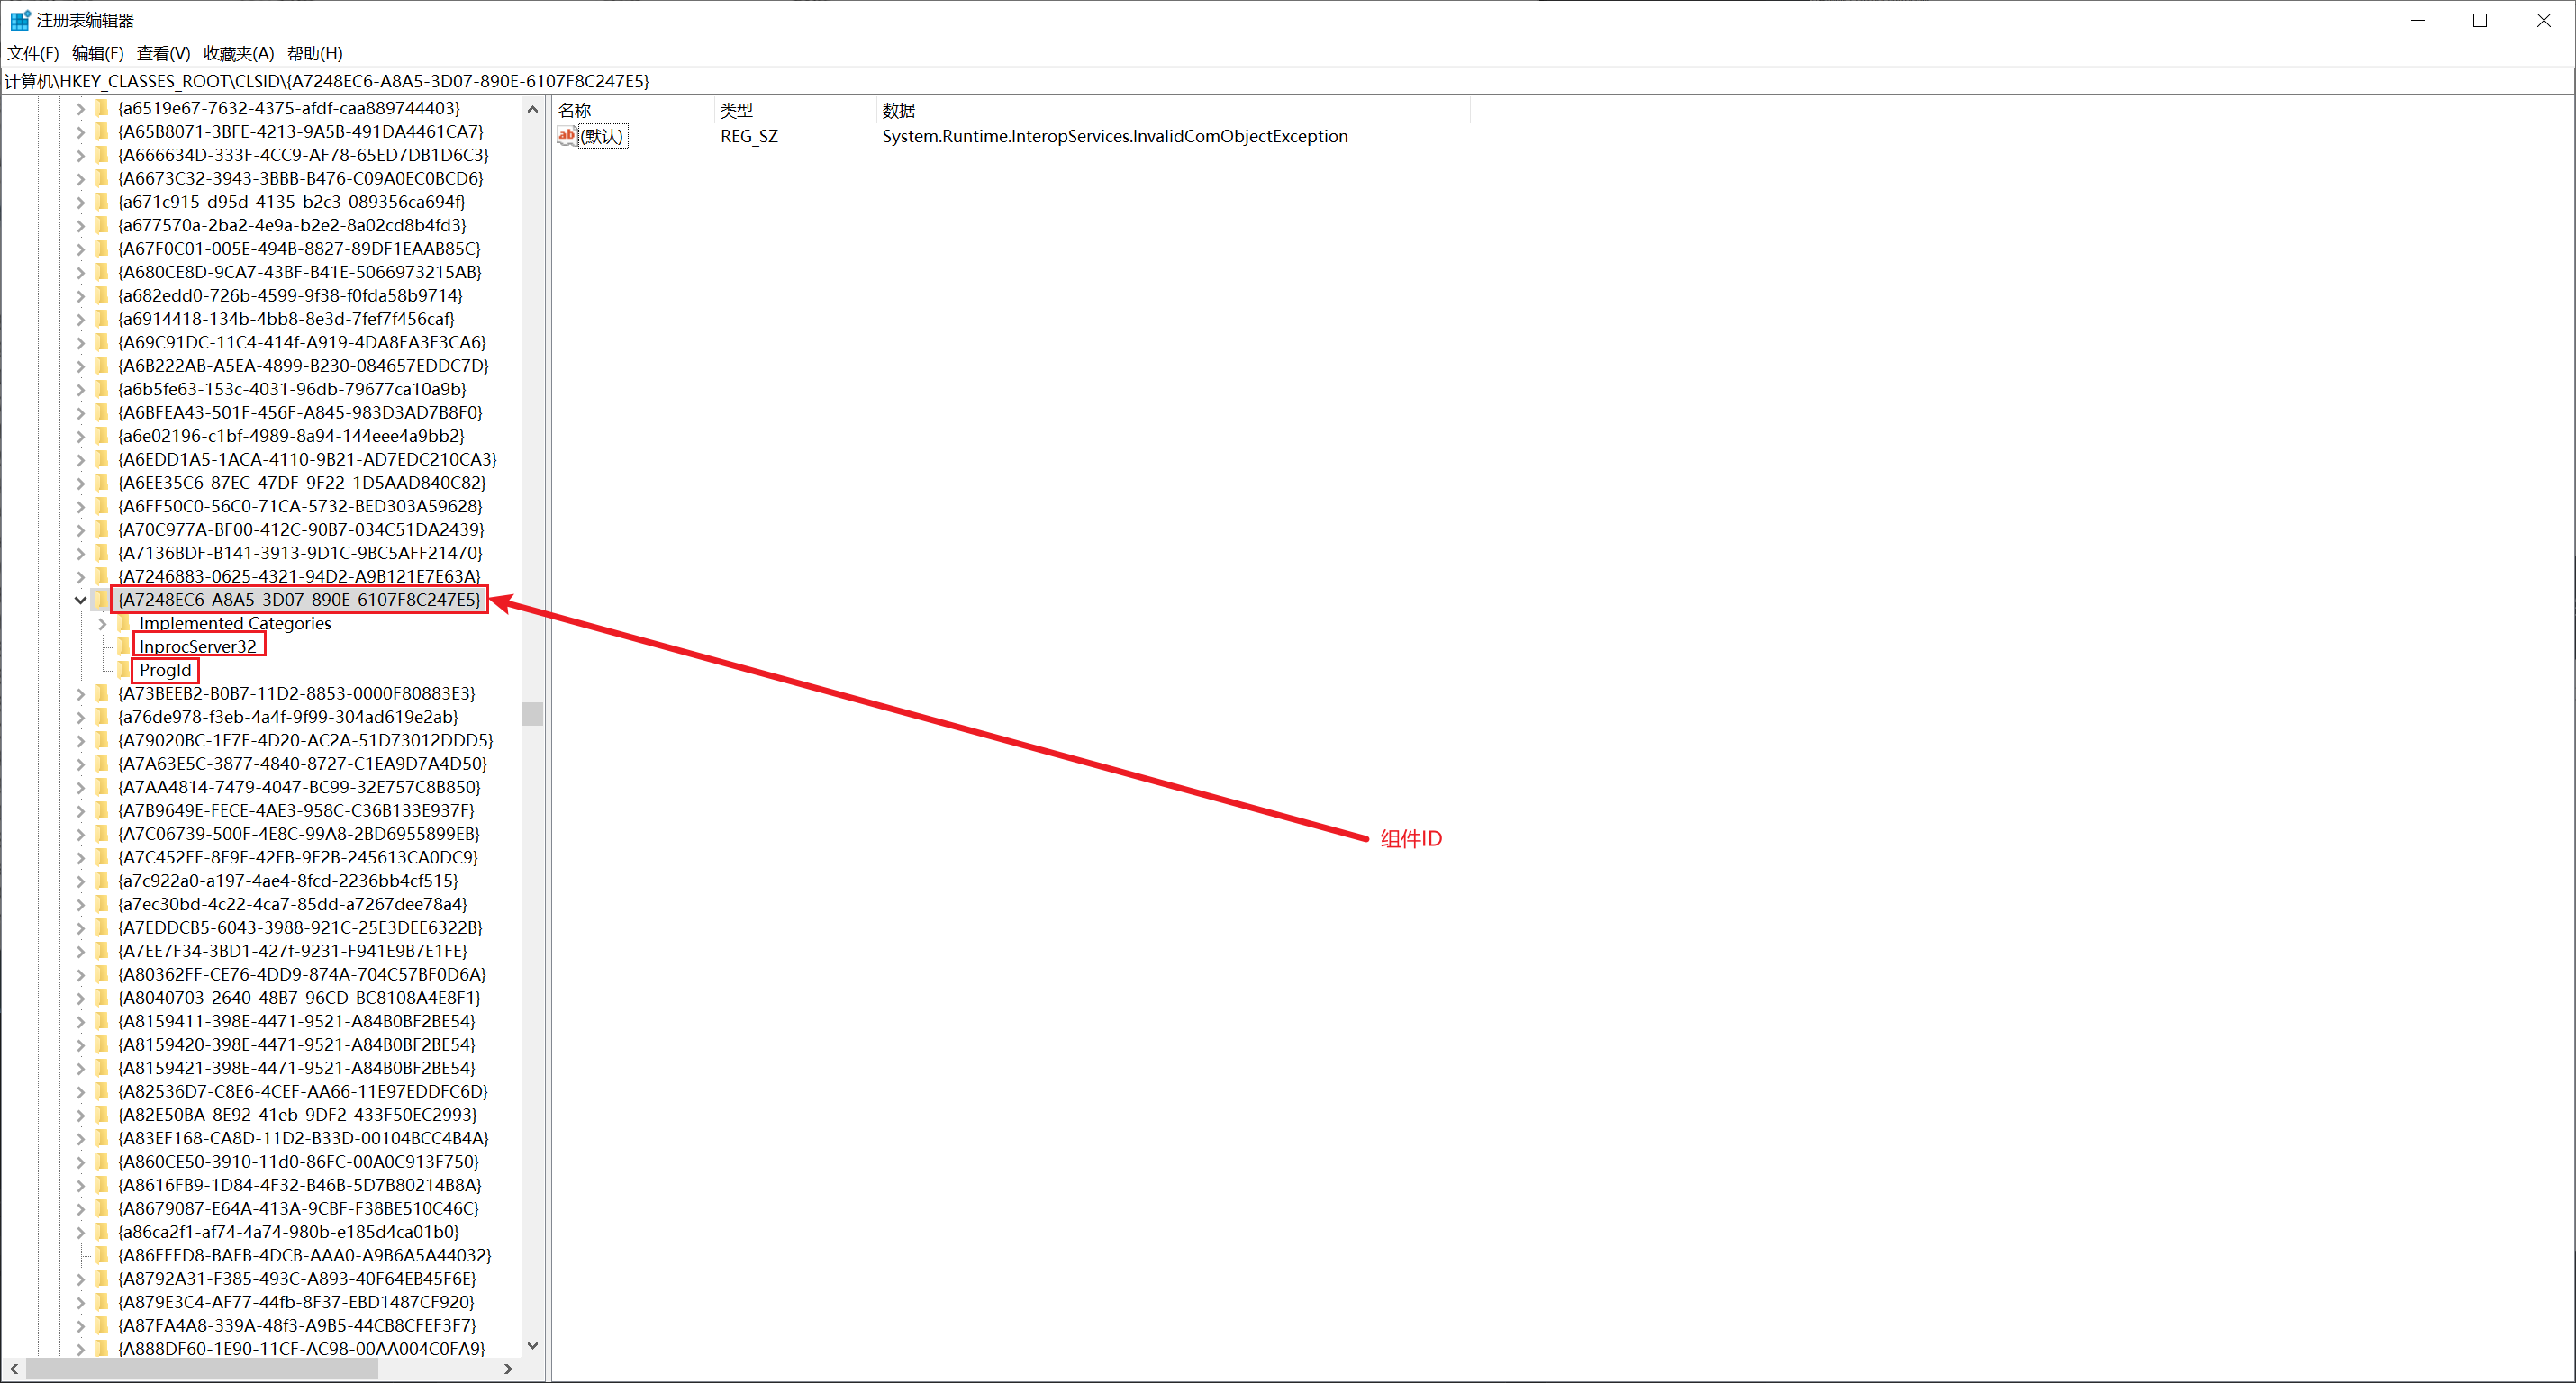 注册表编辑器
文件(F) 编辑(E) 查看(V) 收藏夹(A) 帮助(H)
计算机\HKEY_CLASSES_ROOT\CLSID\{A7248EC6-A8A5-3D07-890E-6107F8C247E5}
{a6519e67-7632-4375-afdf-caa889744403}
{A65B8071-3BFE-4213-9A5B-491DA4461CA7}
{A666634D-333F-4CC9-AF78-65ED7DB1D6C3}
{A6673C32-3943-3BBB-B476-C09A0EC0BCD6}
{a671c915-d95d-4135-b2c3-089356ca694f}
{a677570a-2ba2-4e9a-b2e2-8a02cd8b4fd3}
{A67F0C01-005E-494B-8827-89DF1EAAB85C}
{A680CE8D-9CA7-43BF-B41E-5066973215AB}
{a682edd0-726b-4599-9f38-f0fda58b9714}
{a6914418-134b-4bb8-8e3d-7fef7f456caf}
{A69C91DC-11C4-414f-A919-4DA8EA3F3CA6}
{A6B222AB-A5EA-4899-B230-084657EDDC7D}
{a6b5fe63-153c-4031-96db-79677ca10a9b}
{A6BFEA43-501F-456F-A845-983D3AD7B8F0}
{a6e02196-c1bf-4989-8a94-144eee4a9bb2}
{A6EDD1A5-1ACA-4110-9B21-AD7EDC210CA3}
{A6EE35C6-87EC-47DF-9F22-1D5AAD840C82}
{A6FF50C0-56C0-71CA-5732-BED303A59628}
{A70C977A-BF00-412C-90B7-034C51DA2439}
{A7136BDF-B141-3913-9D1C-9BC5AFF21470}
{A7246883-0625-4321-94D2-A9B121E7E63A}
{A7248EC6-A8A5-3D07-890E-6107F8C247E5}
Implemented Categories
InprocServer32
ProgId
{A73BEEB2-B0B7-11D2-8853-0000F80883E3}
{a76de978-f3eb-4a4f-9f99-304ad619e2ab}
{A79020BC-1F7E-4D20-AC2A-51D73012DDD5}
{A7A63E5C-3877-4840-8727-C1EA9D7A4D50}
{A7AA4814-7479-4047-BC99-32E757C8B850}
{A7B9649E-FECE-4AE3-958C-C36B133E937F}
{A7C06739-500F-4E8C-99A8-2BD6955899EB}
{A7C452EF-8E9F-42EB-9F2B-245613CA0DC9}
{a7c922a0-a197-4ae4-8fcd-2236bb4cf515}
{a7ec30bd-4c22-4ca7-85dd-a7267dee78a4}
{A7EDDCB5-6043-3988-921C-25E3DEE6322B}
{A7EE7F34-3BD1-427f-9231-F941E9B7E1FE}
{A80362FF-CE76-4DD9-874A-704C57BF0D6A}
{A8040703-2640-48B7-96CD-BC8108A4E8F1}
{A8159411-398E-4471-9521-A84B0BF2BE54}
{A8159420-398E-4471-9521-A84B0BF2BE54}
{A8159421-398E-4471-9521-A84B0BF2BE54}
{A82536D7-C8E6-4CEF-AA66-11E97EDDFC6D}
{A82E50BA-8E92-41eb-9DF2-433F50EC2993}
{A83EF168-CA8D-11D2-B33D-00104BCC4B4A}
{A860CE50-3910-11d0-86FC-00A0C913F750}
{A8616FB9-1D84-4F32-B46B-5D7B80214B8A}
{A8679087-E64A-413A-9CBF-F38BE510C46C}
{a86ca2f1-af74-4a74-980b-e185d4ca01b0}
{A86FEFD8-BAFB-4DCB-AAA0-A9B6A5A44032}
{A8792A31-F385-493C-A893-40F64EB45F6E}
{A879E3C4-AF77-44fb-8F37-EBD1487CF920}
{A87FA4A8-339A-48f3-A9B5-44CB8CFEF3F7}
{A888DF60-1E90-11CF-AC98-00AA004C0FA9}
名称 类型 数据
ab (默认) REG_SZ System.Runtime.InteropServices.InvalidComObjectException
组件ID